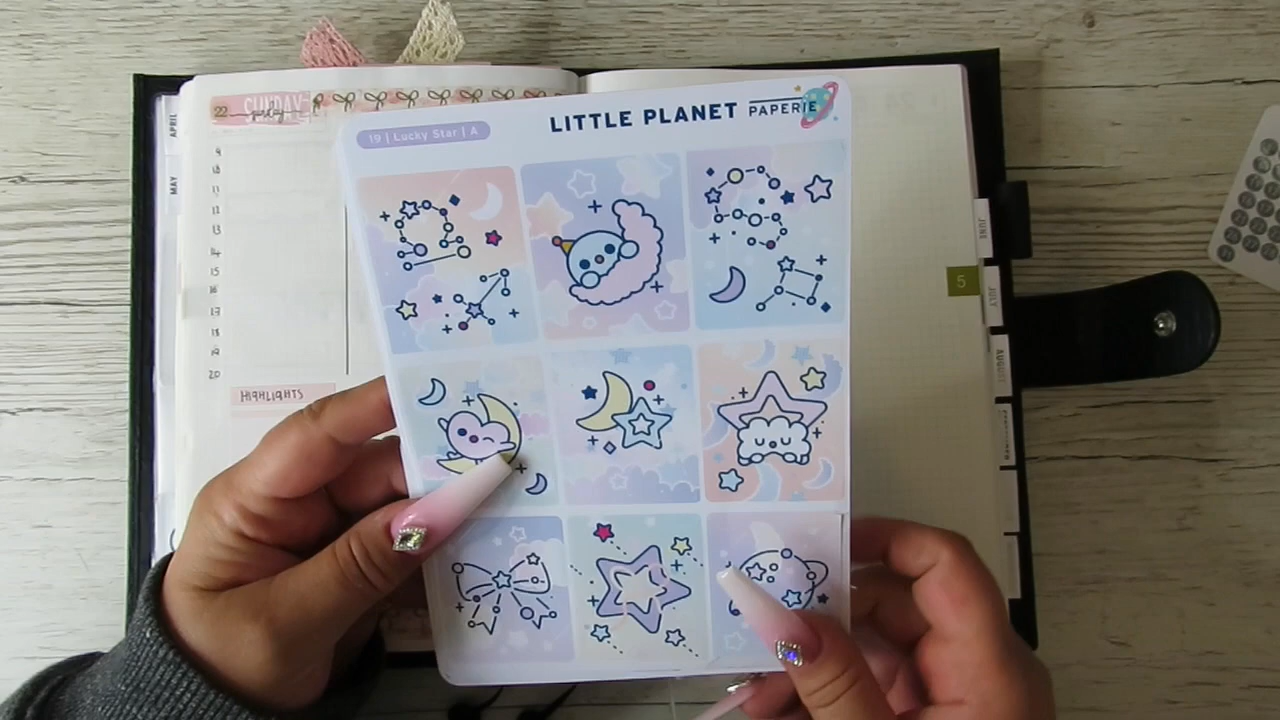 22 SUNDAY
sunday
LITTLE PLANET PAPERIE
19 | Lucky Star | A
APRIL
MAY
9
10
11
12
13
14
15
16
17
18
19
20
HIGHLIGHTS
JUNE
5
JULY
AUGUST